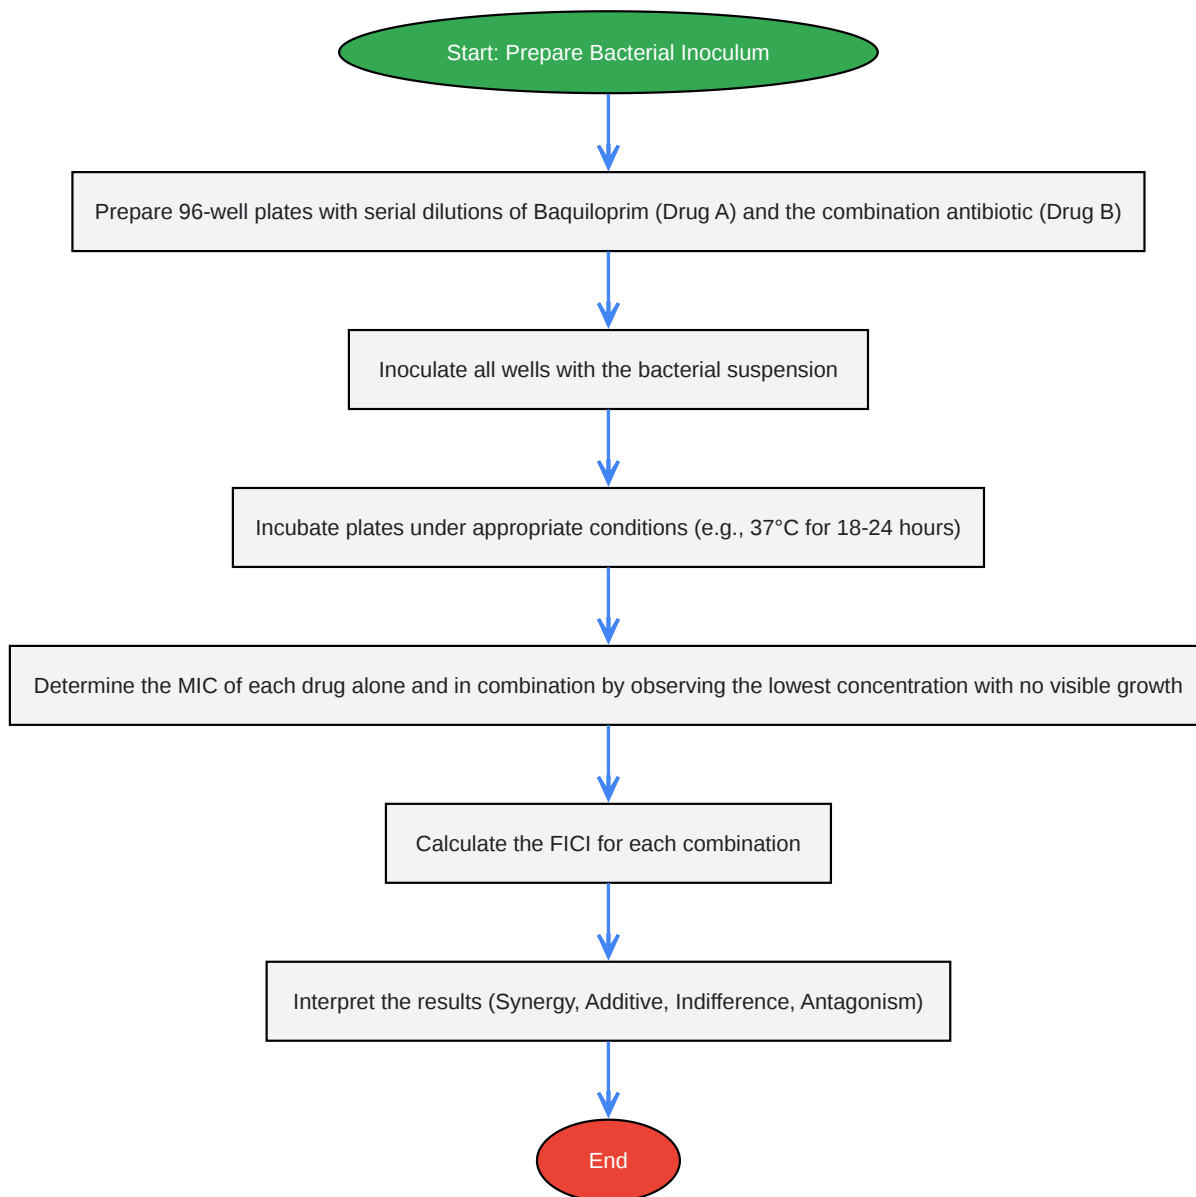 Start: Prepare Bacterial Inoculum
Prepare 96-well plates with serial dilutions of Baquiloprim (Drug A) and the combination antibiotic (Drug B)
Inoculate all wells with the bacterial suspension
Incubate plates under appropriate conditions (e.g., 37°C for 18-24 hours)
Determine the MIC of each drug alone and in combination by observing the lowest concentration with no visible growth
Calculate the FICI for each combination
Interpret the results (Synergy, Additive, Indifference, Antagonism)
End